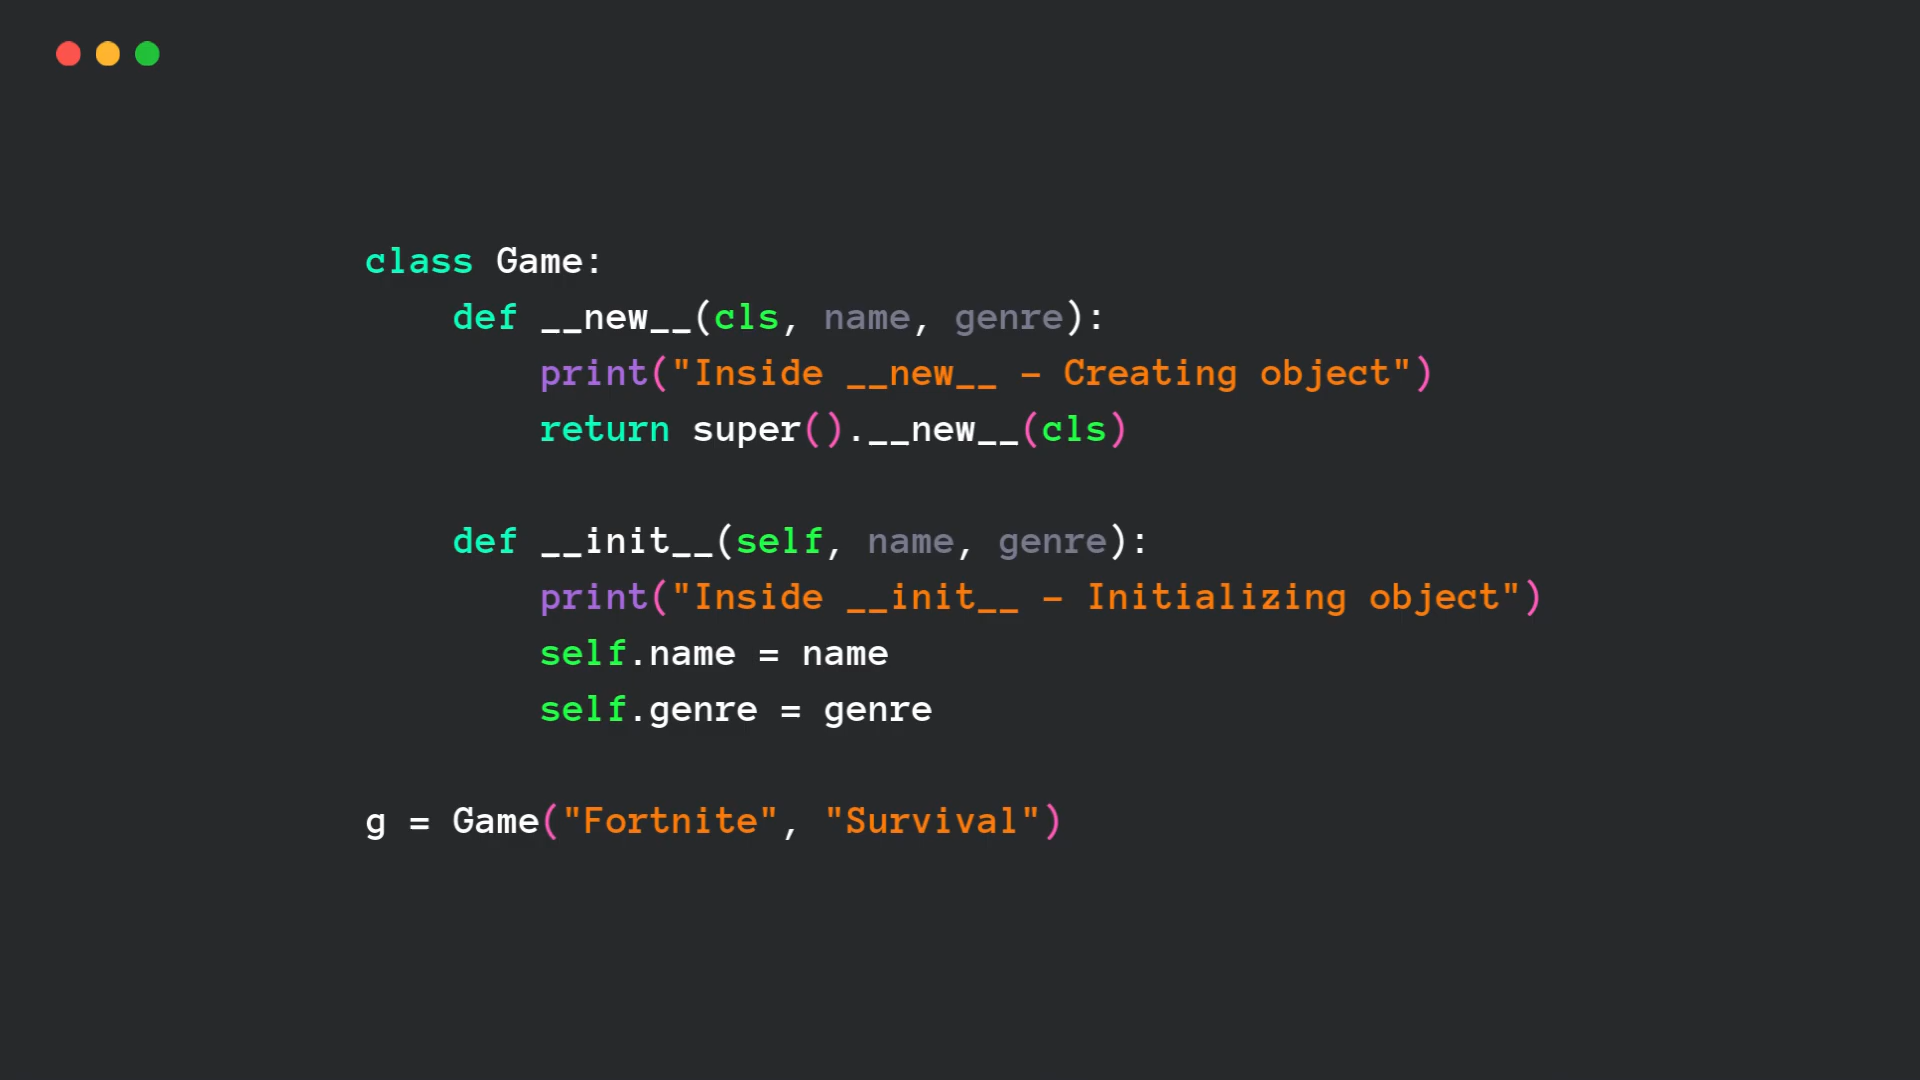 class Game:
    def __new__(cls, name, genre):
        print("Inside __new__ - Creating object")
        return super().__new__(cls)

    def __init__(self, name, genre):
        print("Inside __init__ - Initializing object")
        self.name = name
        self.genre = genre

g = Game("Fortnite", "Survival")